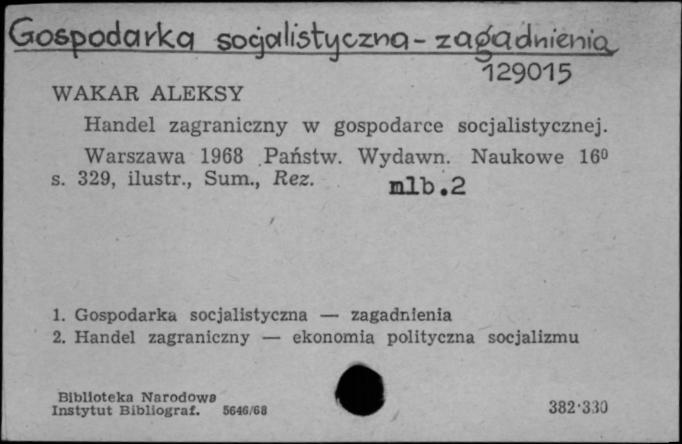 Gospodarka socjalistyczna - zagadnienia
129015
WAKAR ALEKSY
Handel zagraniczny w gospodarce socjalistycznej.
Warszawa 1968 Państw. Wydawn. Naukowe 16⁰
s. 329, ilustr., Sum., Rez. mlb.2
1. Gospodarka socjalistyczna — zagadnienia
2. Handel zagraniczny — ekonomia polityczna socjalizmu
Biblioteka Narodowa
Instytut Bibliograf. 5646/68
382·330